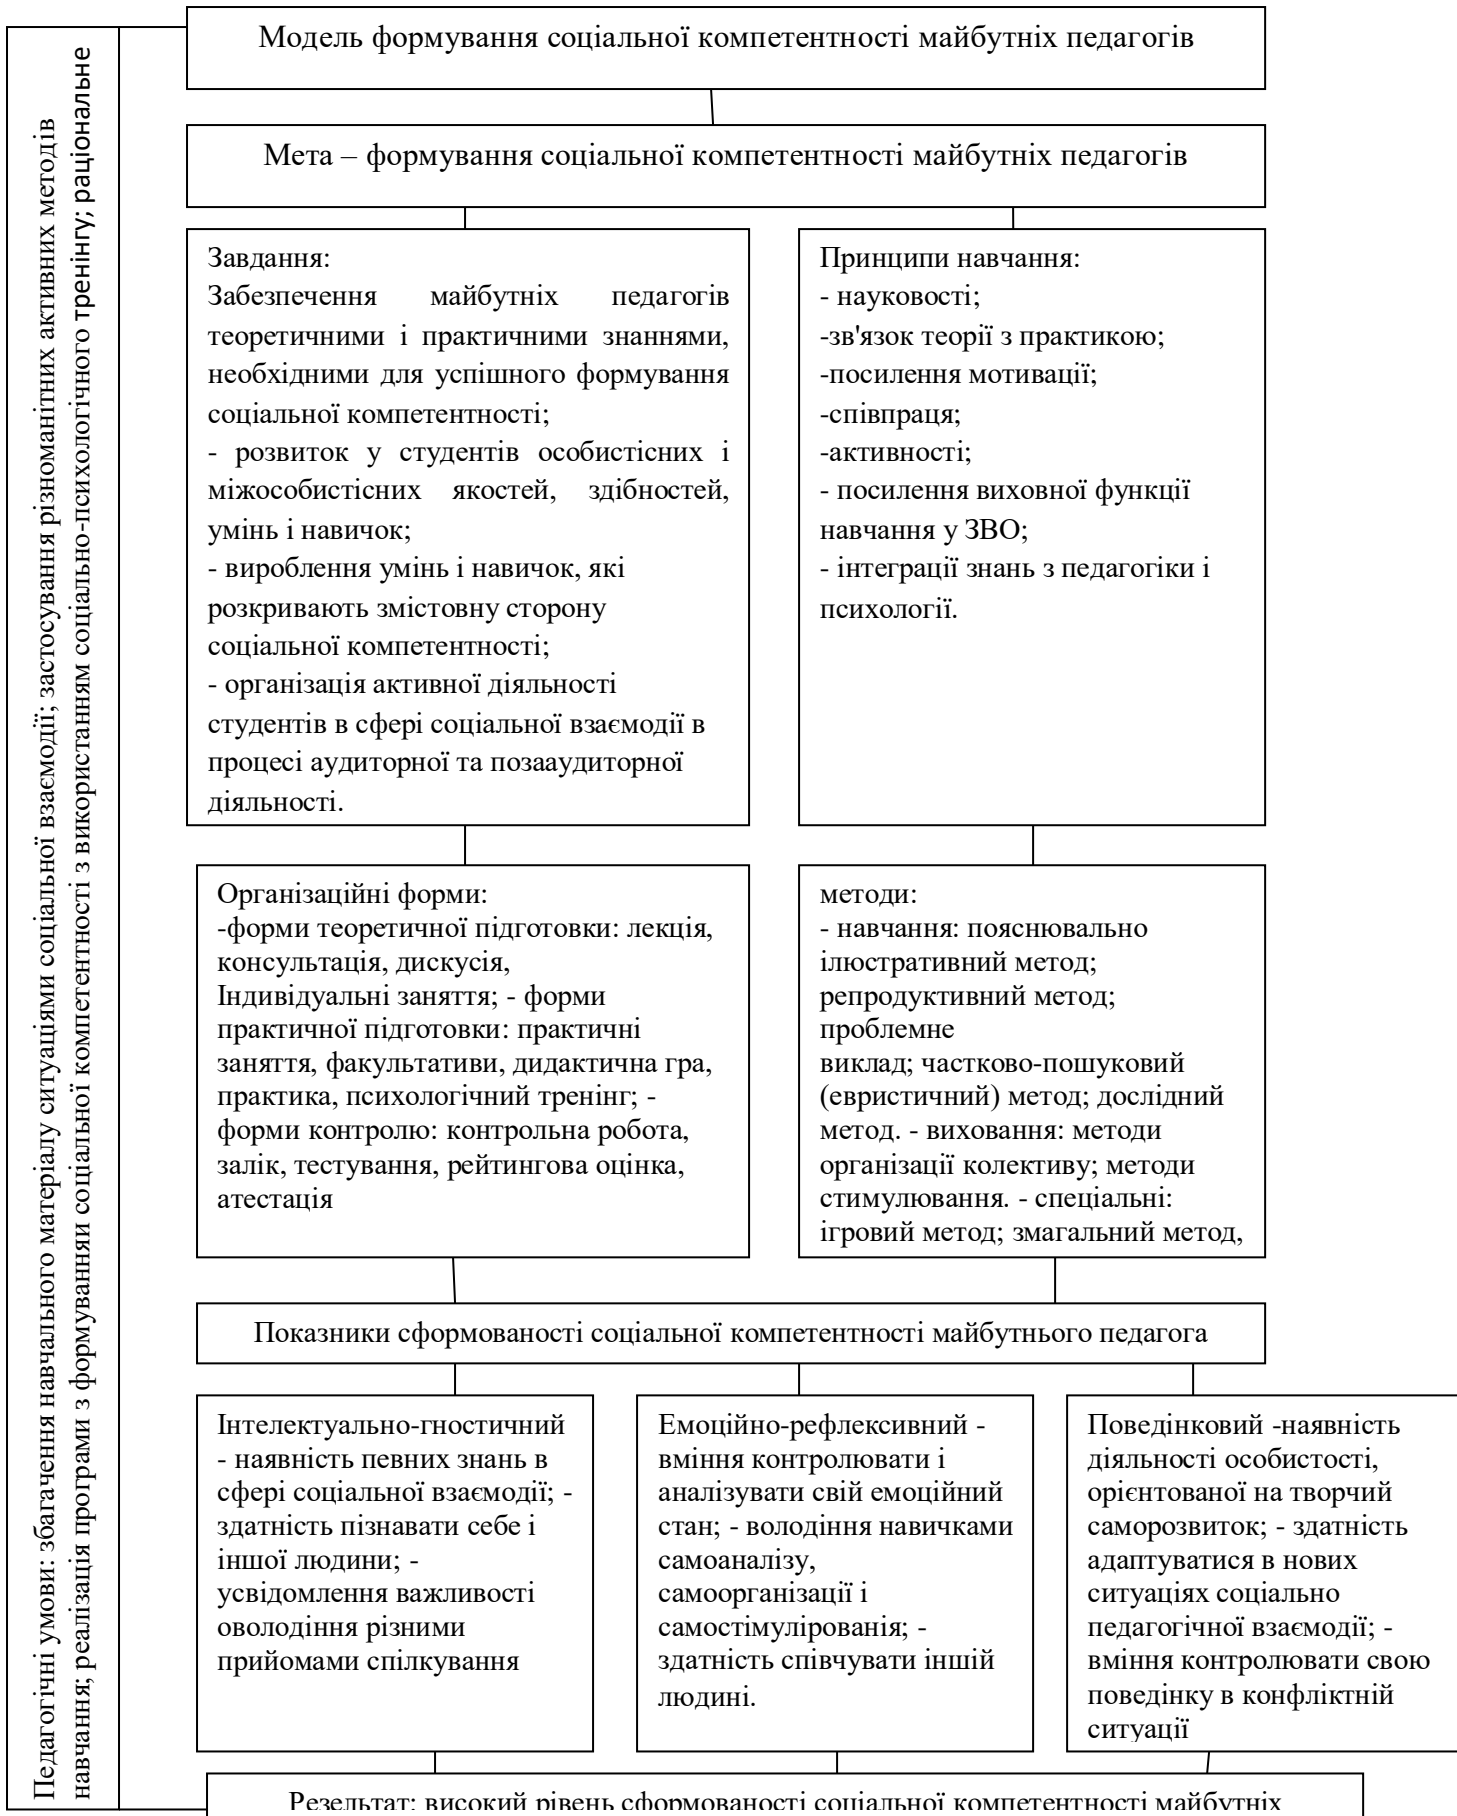 Педагогічні умови: збагачення навчального матеріалу ситуаціями соціальної взаємодії; застосування різноманітних активних методів
навчання; реалізація програми з формуванняи соціальної компетентності з використанням соціально-психологічного тренінгу; раціональне
Модель формування соціальної компетентності майбутніх педагогів
Мета – формування соціальної компетентності майбутніх педагогів
Завдання:
Забезпечення майбутніх педагогів
теоретичними і практичними знаннями,
необхідними для успішного формування
соціальної компетентності;
- розвиток у студентів особистісних і
міжособистісних якостей, здібностей,
умінь і навичок;
- вироблення умінь і навичок, які
розкривають змістовну сторону
соціальної компетентності;
- організація активної діяльності
студентів в сфері соціальної взаємодії в
процесі аудиторної та позааудиторної
діяльності.
Принципи навчання:
- науковості;
-зв'язок теорії з практикою;
-посилення мотивації;
-співпраця;
-активності;
- посилення виховної функції
навчання у ЗВО;
- інтеграції знань з педагогіки і
психології.
Організаційні форми:
-форми теоретичної підготовки: лекція,
консультація, дискусія,
Індивідуальні заняття; - форми
практичної підготовки: практичні
заняття, факультативи, дидактична гра,
практика, психологічний тренінг; -
форми контролю: контрольна робота,
залік, тестування, рейтингова оцінка,
атестація
методи:
- навчання: пояснювально
ілюстративний метод;
репродуктивний метод;
проблемне
виклад; частково-пошуковий
(евристичний) метод; дослідний
метод. - виховання: методи
організації колективу; методи
стимулювання. - спеціальні:
ігровий метод; змагальний метод,
Показники сформованості соціальної компетентності майбутнього педагога
Інтелектуально-гностичний
- наявність певних знань в
сфері соціальної взаємодії; -
здатність пізнавати себе і
іншої людини; -
усвідомлення важливості
оволодіння різними
прийомами спілкування
Емоційно-рефлексивний -
вміння контролювати і
аналізувати свій емоційний
стан; - володіння навичками
самоаналізу,
самоорганізації і
самостімулірованія; -
здатність співчувати іншій
людині.
Поведінковий -наявність
діяльності особистості,
орієнтованої на творчий
саморозвиток; - здатність
адаптуватися в нових
ситуаціях соціально
педагогічної взаємодії; -
вміння контролювати свою
поведінку в конфліктній
ситуації
Резельтат: високий рівень сформованості соціальної компетентності майбутніх